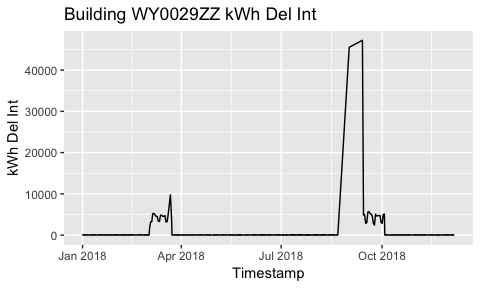 Building WY0029ZZ kWh Del Int
kWh Del Int
40000
30000
20000
10000
0
Jan 2018
Apr 2018
Jul 2018
Oct 2018
Timestamp